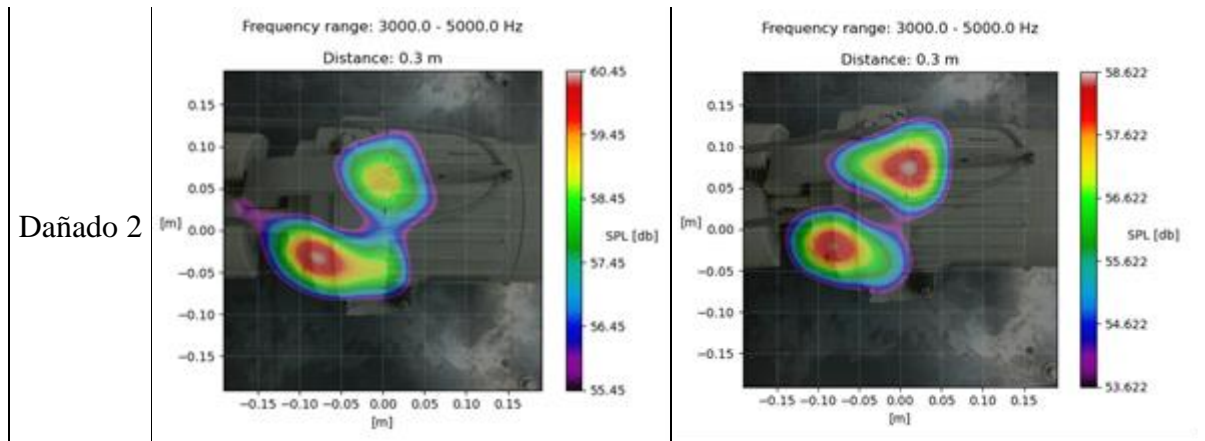 Dañado 2
Frequency range: 3000.0 - 5000.0 Hz
Distance: 0.3 m
[m]
0.15
0.10
0.05
0.00
−0.05
−0.10
−0.15
−0.15 −0.10 −0.05 0.00 0.05 0.10 0.15
[m]
60.45
59.45
58.45
57.45
56.45
55.45
SPL [db]
Frequency range: 3000.0 - 5000.0 Hz
Distance: 0.3 m
[m]
0.15
0.10
0.05
0.00
−0.05
−0.10
−0.15
−0.15 −0.10 −0.05 0.00 0.05 0.10 0.15
[m]
58.622
57.622
56.622
55.622
54.622
53.622
SPL [db]